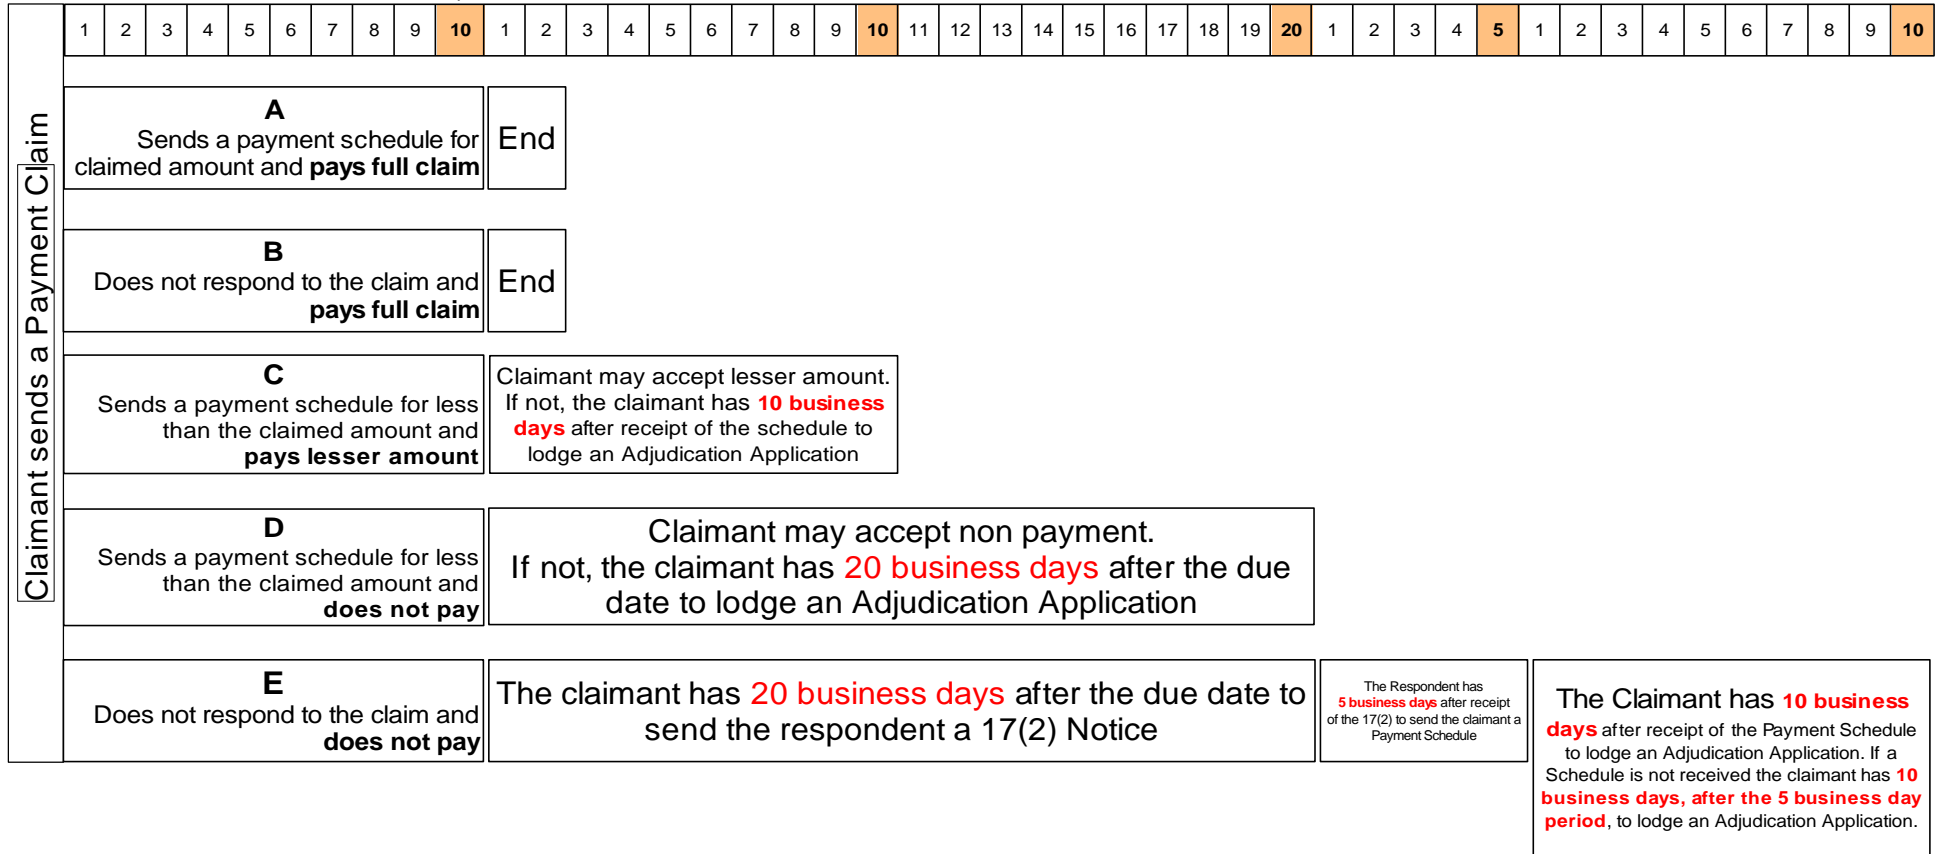 1 2 3 4 5 6 7 8 9 10 1 2 3 4 5 6 7 8 9 10 11 12 13 14 15 16 17 18 19 20 1 2 3 4 5 1 2 3 4 5 6 7 8 9 10
Claimant sends a Payment Claim
A
Sends a payment schedule for
claimed amount and pays full claim
End
B
Does not respond to the claim and
pays full claim
End
C
Sends a payment schedule for less
than the claimed amount and
pays lesser amount
Claimant may accept lesser amount.
If not, the claimant has 10 business
days after receipt of the schedule to
lodge an Adjudication Application
D
Sends a payment schedule for less
than the claimed amount and
does not pay
Claimant may accept non payment.
If not, the claimant has 20 business days after the due
date to lodge an Adjudication Application
E
Does not respond to the claim and
does not pay
The claimant has 20 business days after the due date to
send the respondent a 17(2) Notice
The Respondent has
5 business days after receipt
of the 17(2) to send the claimant a
Payment Schedule
The Claimant has 10 business
days after receipt of the Payment Schedule
to lodge an Adjudication Application. If a
Schedule is not received the claimant has 10
business days, after the 5 business day
period, to lodge an Adjudication Application.